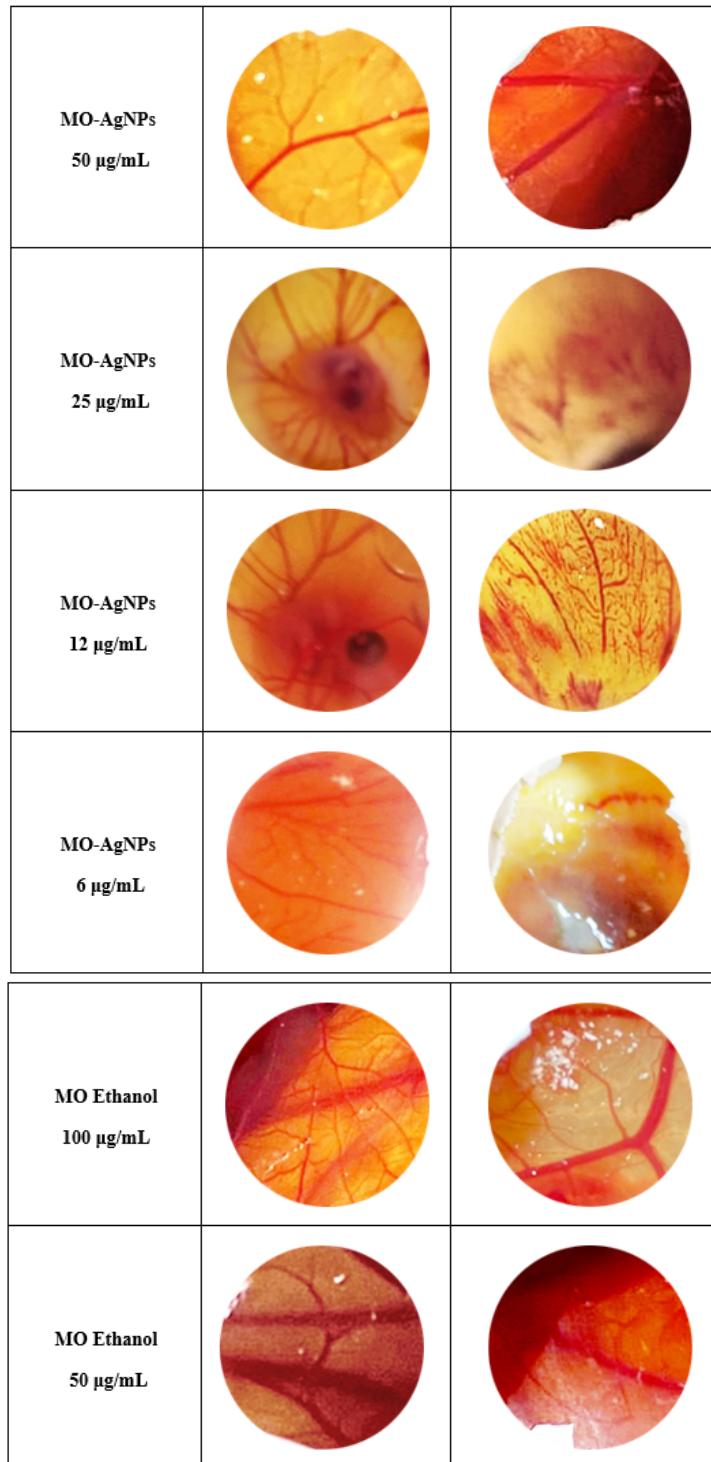 MO-AgNPs
50 µg/mL
MO-AgNPs
25 µg/mL
MO-AgNPs
12 µg/mL
MO-AgNPs
6 µg/mL
MO Ethanol
100 µg/mL
MO Ethanol
50 µg/mL